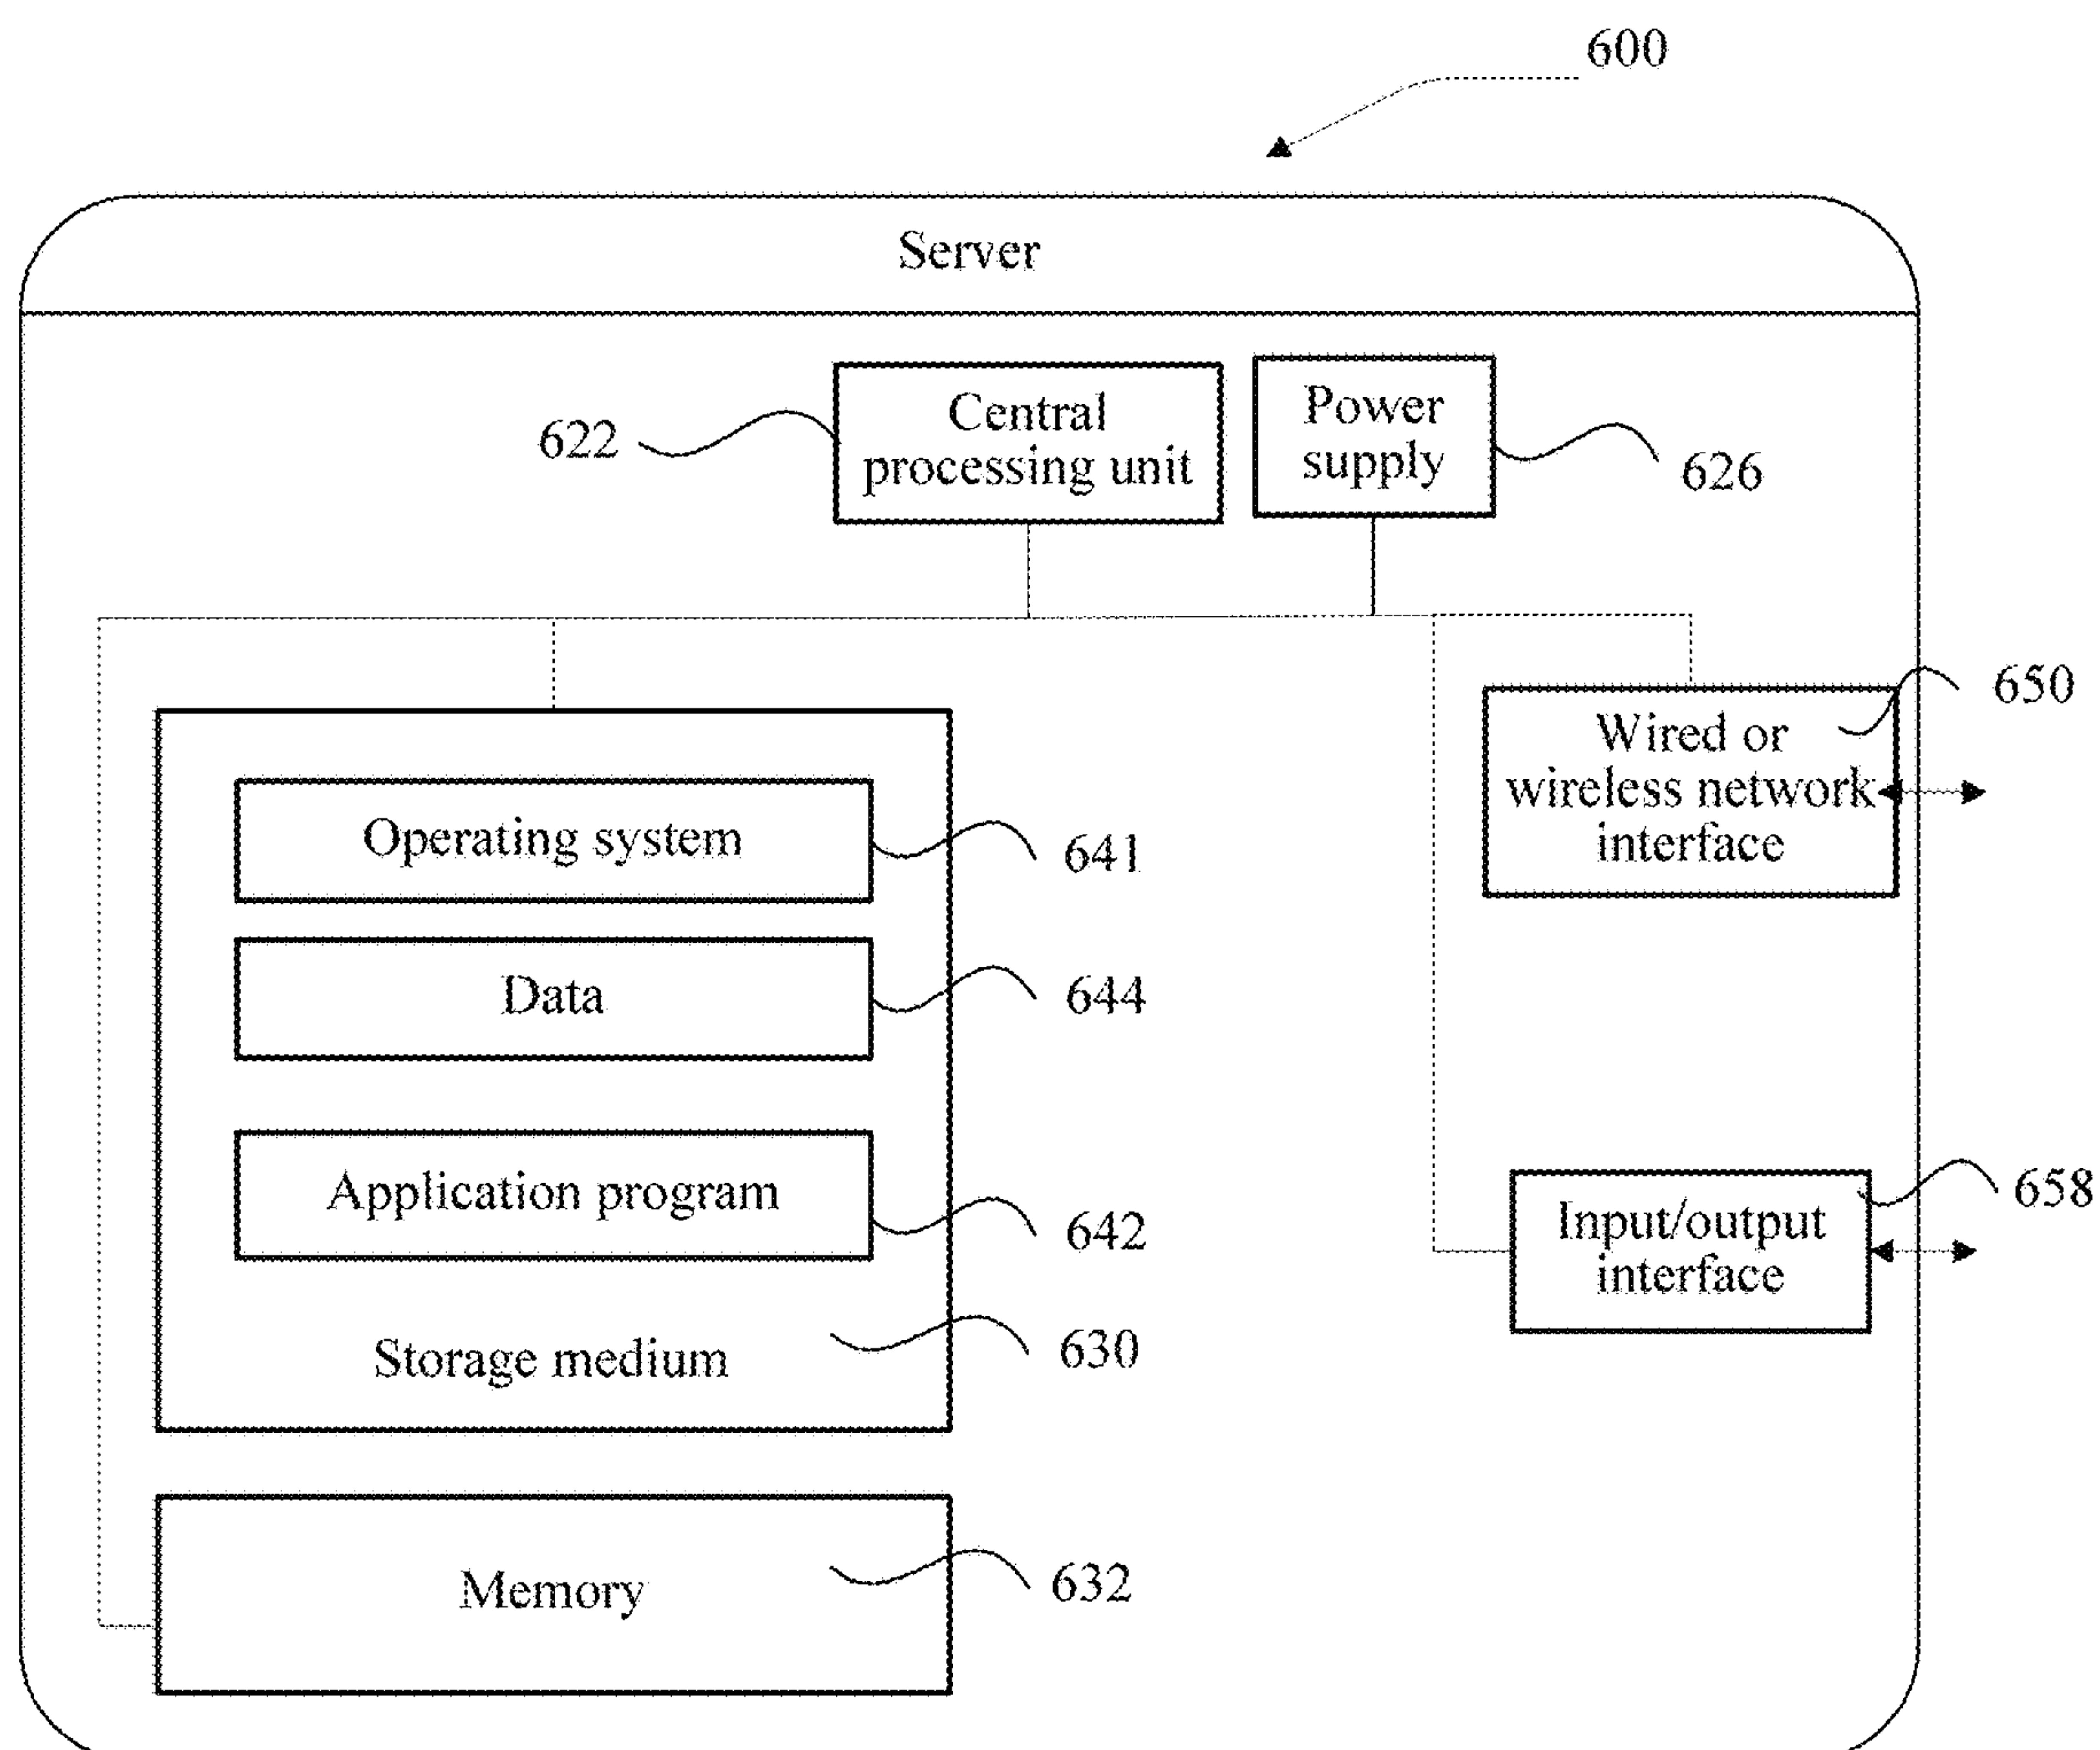 600
Server
622
Central
processing unit
Power
supply
626
650
Wired or
wireless network
interface
Operating system
641
Data
644
Application program
642
658
Input/output
interface
Storage medium
630
Memory
632